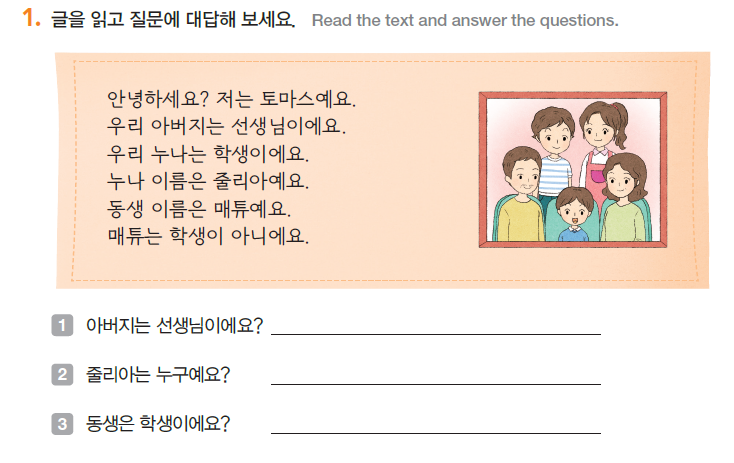 1. 글을 읽고 질문에 대답해 보세요. Read the text and answer the questions.
안녕하세요? 저는 토마스예요.
우리 아버지는 선생님이에요.
우리 누나는 학생이에요.
누나 이름은 줄리아예요.
동생 이름은 매튜예요.
매튜는 학생이 아니에요.
1 아버지는 선생님이에요?
2 줄리아는 누구예요?
3 동생은 학생이에요?